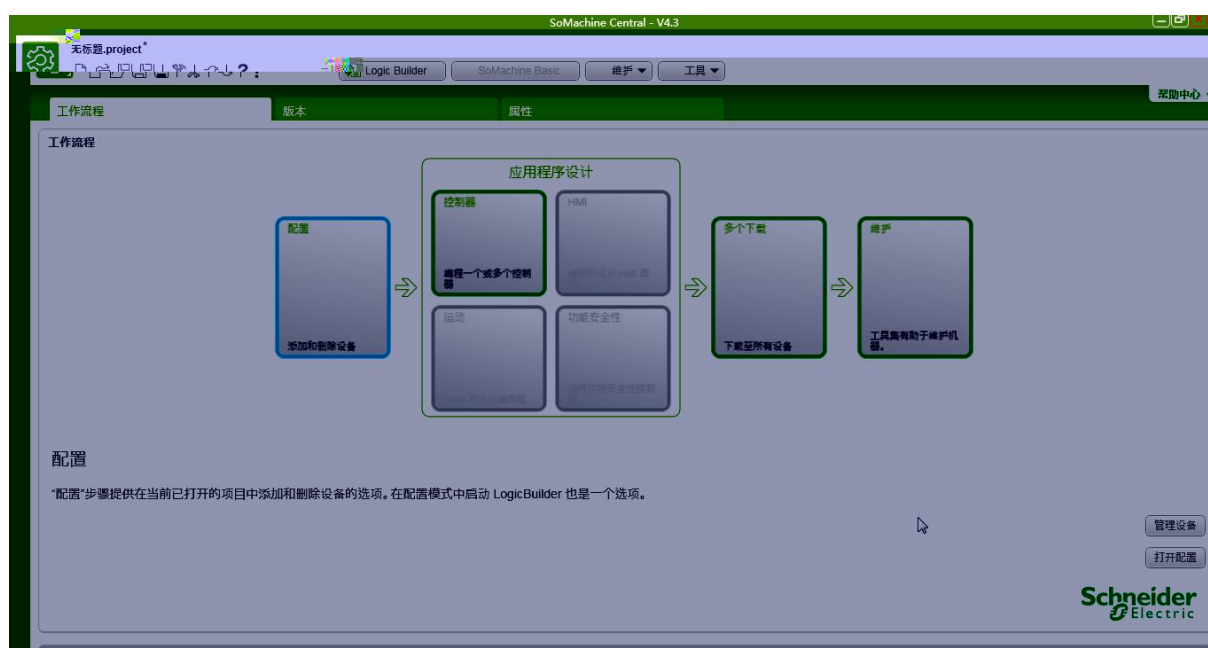 SoMachine Central - V4.3
无标题.project*
Logic Builder
SoMachine Basic
维护
工具
帮助中心
工作流程
版本
属性
工作流程
应用程序设计
配置
添加和删除设备
控制器
编程一个或多个控制器
HMI
运动
功能安全性
多个下载
下载至所有设备
维护
工具集有助于维护机器。
配置
“配置”步骤提供在当前已打开的项目中添加和删除设备的选项。在配置模式中启动 LogicBuilder 也是一个选项。
管理设备
打开配置
Schneider
Electric